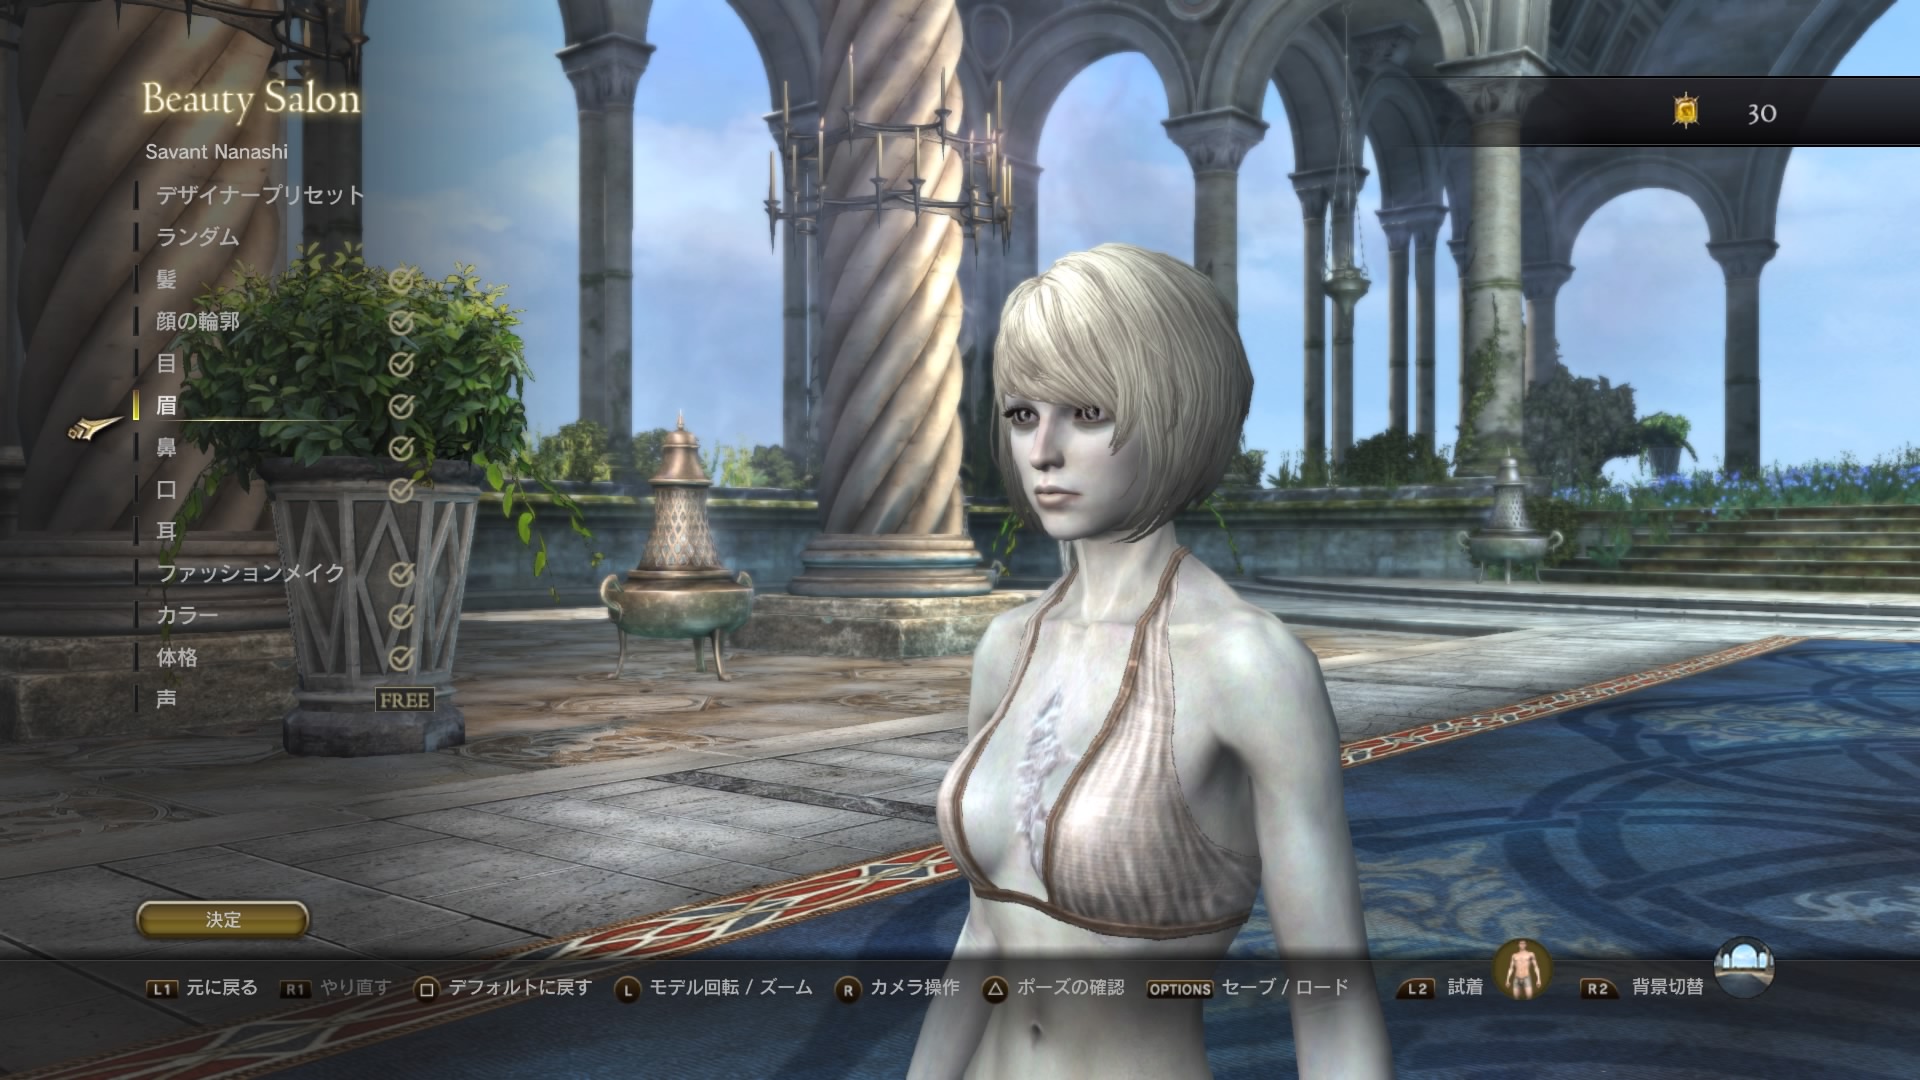 Beauty Salon
30
Savant Nanashi
デザイナープリセット
ランダム
髪
顔の輪郭
目
眉
鼻
口
耳
ファッションメイク
カラー
体格
声 FREE
決定
L1 元に戻る R1 やり直す デフォルトに戻す L モデル回転 / ズーム R カメラ操作 ポーズの確認 OPTIONS セーブ / ロード L2 試着 R2 背景切替